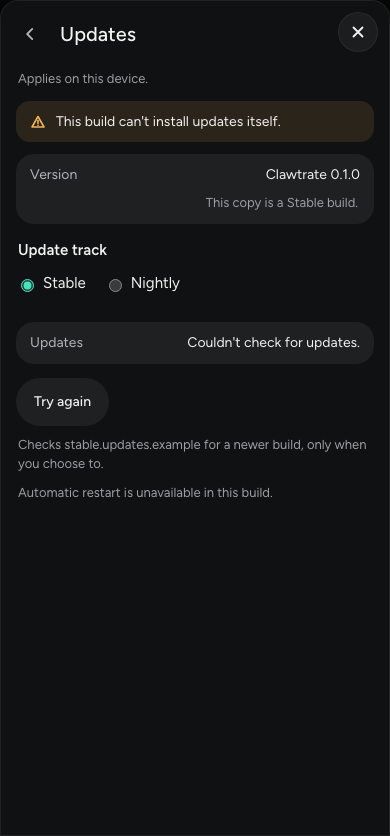 Updates
Applies on this device.
This build can't install updates itself.
Version
Clawtrate 0.1.0
This copy is a Stable build.
Update track
Stable
Nightly
Updates
Couldn't check for updates.
Try again
Checks stable.updates.example for a newer build, only when
you choose to.
Automatic restart is unavailable in this build.